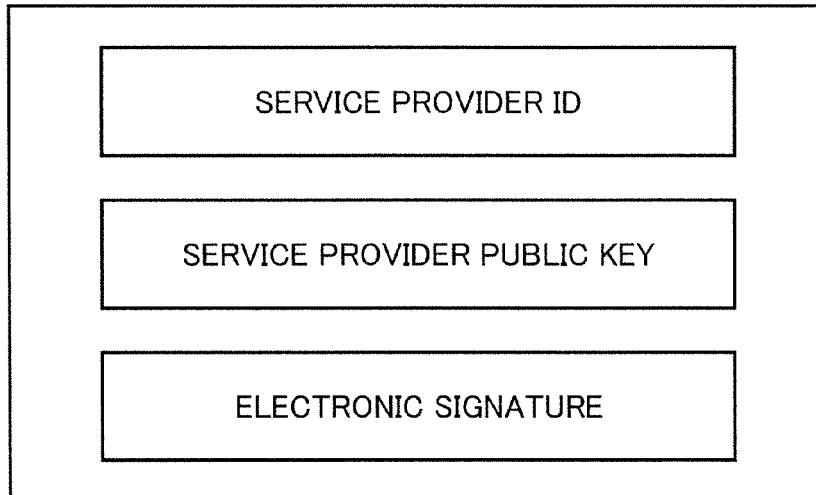 SERVICE PROVIDER ID
SERVICE PROVIDER PUBLIC KEY
ELECTRONIC SIGNATURE